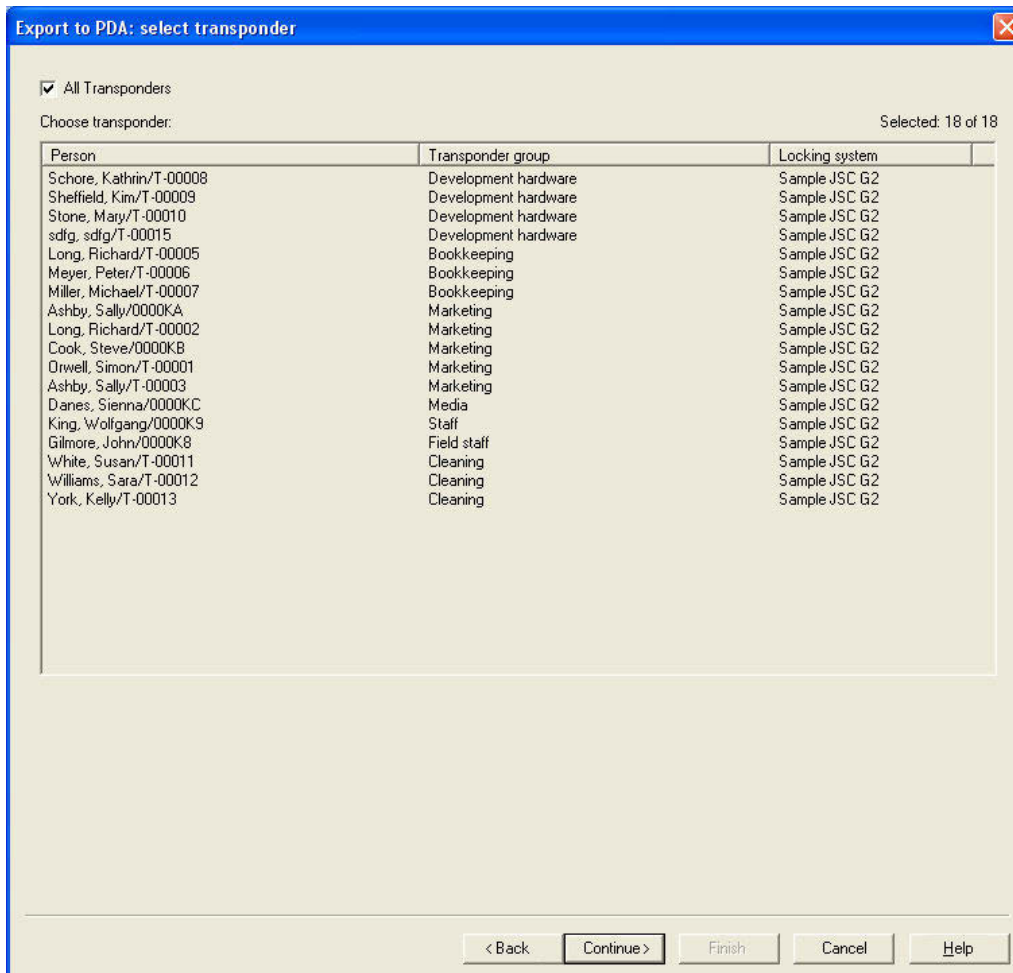 Export to PDA: select transponder
All Transponders
Choose transponder: Selected: 18 of 18
Person Transponder group Locking system
Schore, Kathrin/T-00008 Development hardware Sample JSC G2
Sheffield, Kim/T-00009 Development hardware Sample JSC G2
Stone, Mary/T-00010 Development hardware Sample JSC G2
sdfg, sdfg/T-00015 Development hardware Sample JSC G2
Long, Richard/T-00005 Bookkeeping Sample JSC G2
Meyer, Peter/T-00006 Bookkeeping Sample JSC G2
Miller, Michael/T-00007 Bookkeeping Sample JSC G2
Ashby, Sally/0000KA Marketing Sample JSC G2
Long, Richard/T-00002 Marketing Sample JSC G2
Cook, Steve/0000KB Marketing Sample JSC G2
Orwell, Simon/T-00001 Marketing Sample JSC G2
Ashby, Sally/T-00003 Marketing Sample JSC G2
Danes, Sienna/0000KC Media Sample JSC G2
King, Wolfgang/0000K9 Staff Sample JSC G2
Gilmore, John/0000K8 Field staff Sample JSC G2
White, Susan/T-00011 Cleaning Sample JSC G2
Williams, Sara/T-00012 Cleaning Sample JSC G2
York, Kelly/T-00013 Cleaning Sample JSC G2
< Back Continue > Finish Cancel Help